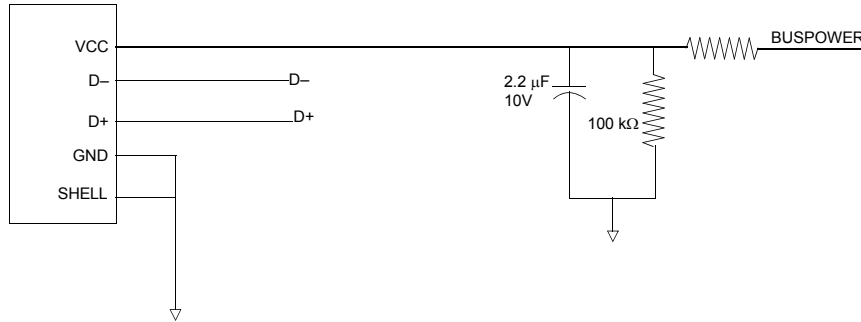 VCC
BUSPOWER
D–
D–
2.2 µF
10V
D+
D+
100 kΩ
GND
SHELL